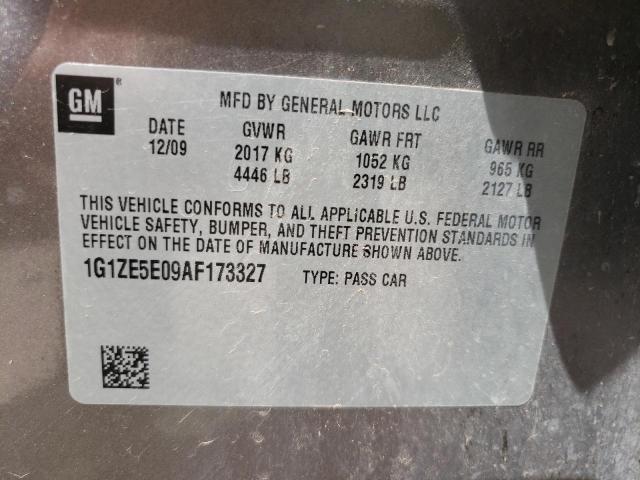 GM ®
MFD BY GENERAL MOTORS LLC
DATE GVWR GAWR FRT GAWR RR
12/09 2017 KG 1052 KG 965 KG
4446 LB 2319 LB 2127 LB
THIS VEHICLE CONFORMS TO ALL APPLICABLE U.S. FEDERAL MOTOR
VEHICLE SAFETY, BUMPER, AND THEFT PREVENTION STANDARDS IN
EFFECT ON THE DATE OF MANUFACTURE SHOWN ABOVE.
1G1ZE5E09AF173327 TYPE: PASS CAR